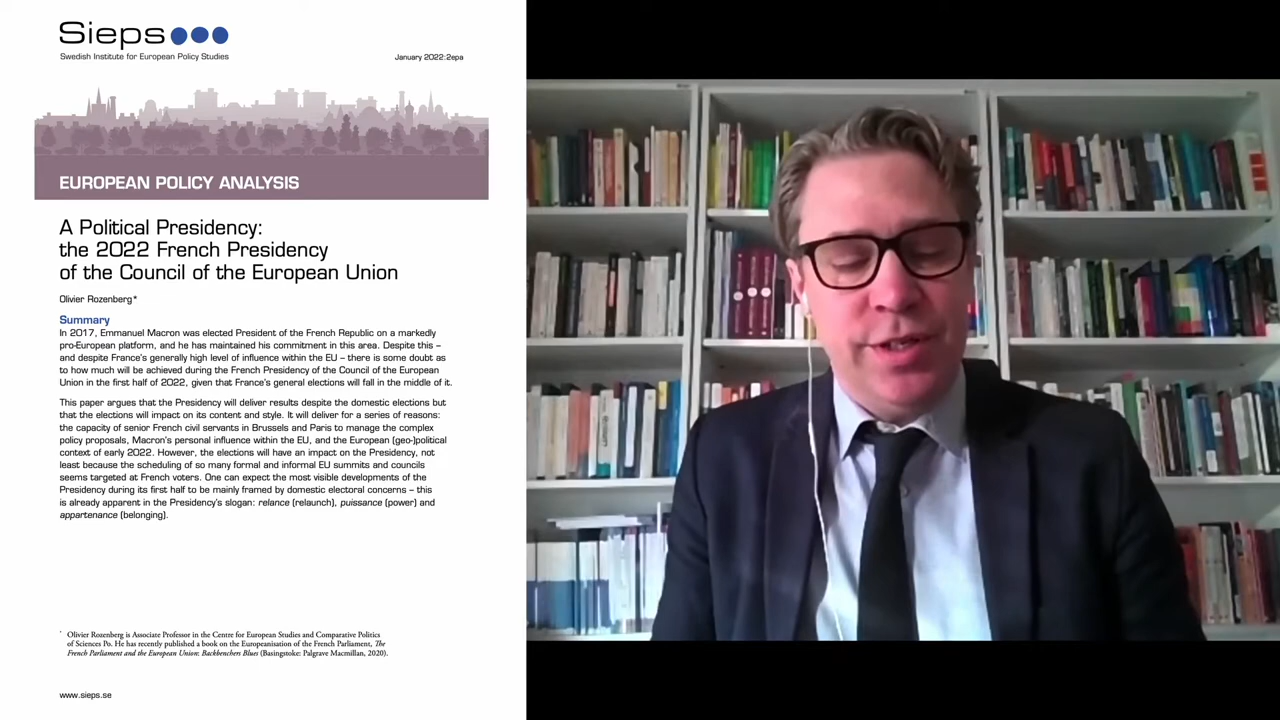 Sieps
Swedish Institute for European Policy Studies
January 2022:2epa
EUROPEAN POLICY ANALYSIS
A Political Presidency:
the 2022 French Presidency
of the Council of the European Union
Olivier Rozenberg*
Summary
In 2017, Emmanuel Macron was elected President of the French Republic on a markedly
pro-European platform, and he has maintained his commitment in this area. Despite this –
and despite France's generally high level of influence within the EU – there is some doubt as
to how much will be achieved during the French Presidency of the Council of the European
Union in the first half of 2022, given that France's general elections will fall in the middle of it.
This paper argues that the Presidency will deliver results despite the domestic elections but
that the elections will impact on its content and style. It will deliver for a series of reasons:
the capacity of senior French civil servants in Brussels and Paris to manage the complex
policy proposals, Macron's personal influence within the EU, and the European (geo-)political
context of early 2022. However, the elections will have an impact on the Presidency, not
least because the scheduling of so many formal and informal EU summits and councils
seems targeted at French voters. One can expect the most visible developments of the
Presidency during its first half to be mainly framed by domestic electoral concerns – this
is already apparent in the Presidency's slogan: relance (relaunch), puissance (power) and
appartenance (belonging).
* Olivier Rozenberg is Associate Professor in the Centre for European Studies and Comparative Politics
of Sciences Po. He has recently published a book on the Europeanisation of the French Parliament, The
French Parliament and the European Union: Backbenchers Blues (Basingstoke: Palgrave Macmillan, 2020).
www.sieps.se